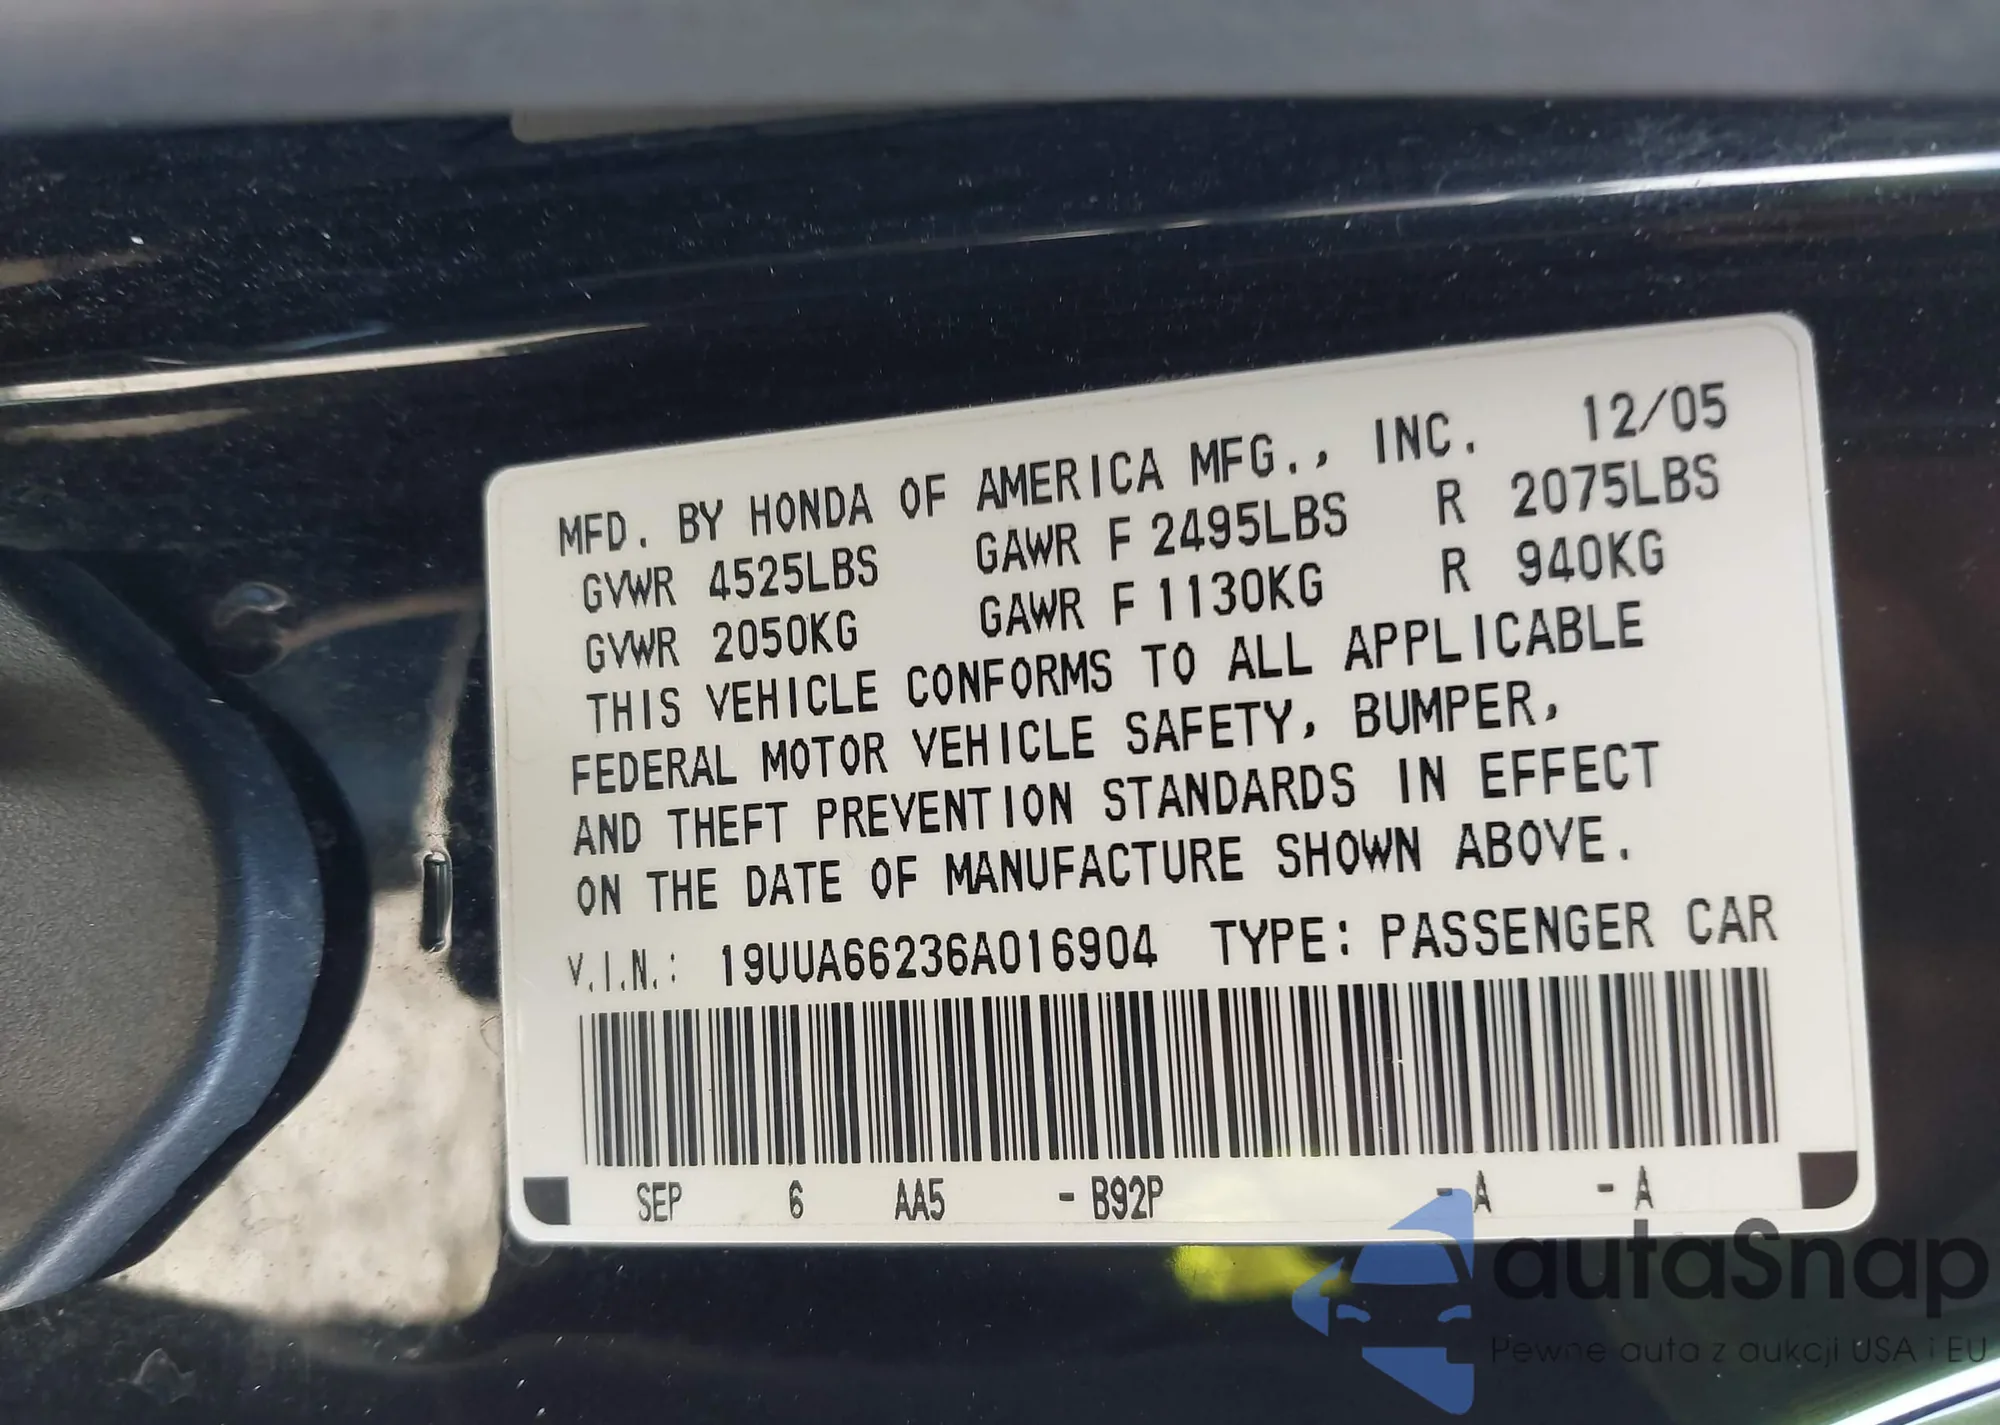 MFD. BY HONDA OF AMERICA MFG., INC. 12/05
GVWR 4525LBS GAWR F 2495LBS R 2075LBS
GVWR 2050KG GAWR F 1130KG R 940KG
THIS VEHICLE CONFORMS TO ALL APPLICABLE
FEDERAL MOTOR VEHICLE SAFETY, BUMPER,
AND THEFT PREVENTION STANDARDS IN EFFECT
ON THE DATE OF MANUFACTURE SHOWN ABOVE.
V.I.N.: 19UUA66236A016904 TYPE: PASSENGER CAR
SEP 6 AA5 - B92P - A - A
autaSnap
Pewne auta z aukcji USA i EU